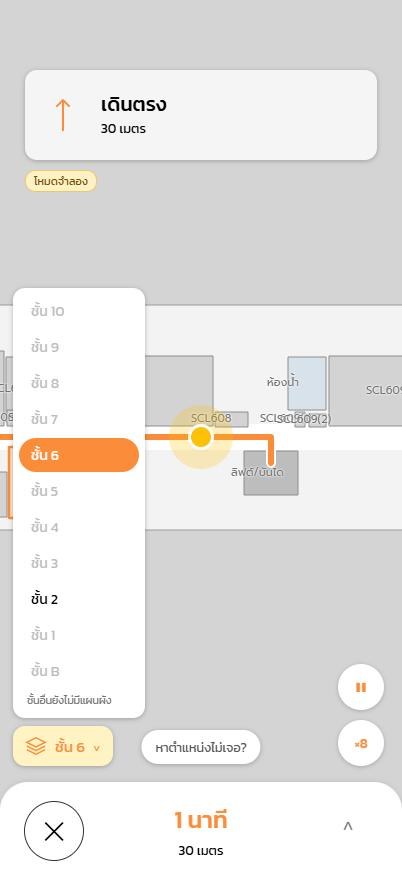 เดินตรง
30 เมตร
โหมดจำลอง
ชั้น 10
ชั้น 9
ชั้น 8
ชั้น 7
ชั้น 6
ชั้น 5
ชั้น 4
ชั้น 3
ชั้น 2
ชั้น 1
ชั้น B
ชั้นอื่นยังไม่มีแผนผัง
ห้องน้ำ
SCL608
SCL609(2)
ลิฟต์/บันได
×8
ชั้น 6
หาตำแหน่งไม่เจอ?
1 นาที
30 เมตร